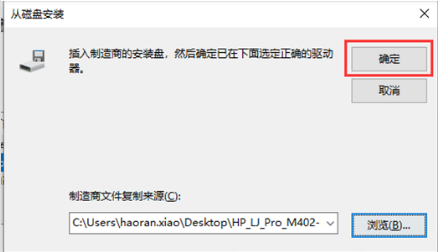 从磁盘安装
插入制造商的安装盘，然后确定已在下面选定正确的驱动
器。
确定
取消
制造商文件复制来源(C):
C:\Users\haoran.xiao\Desktop\HP_LJ_Pro_M402-
浏览(B)...